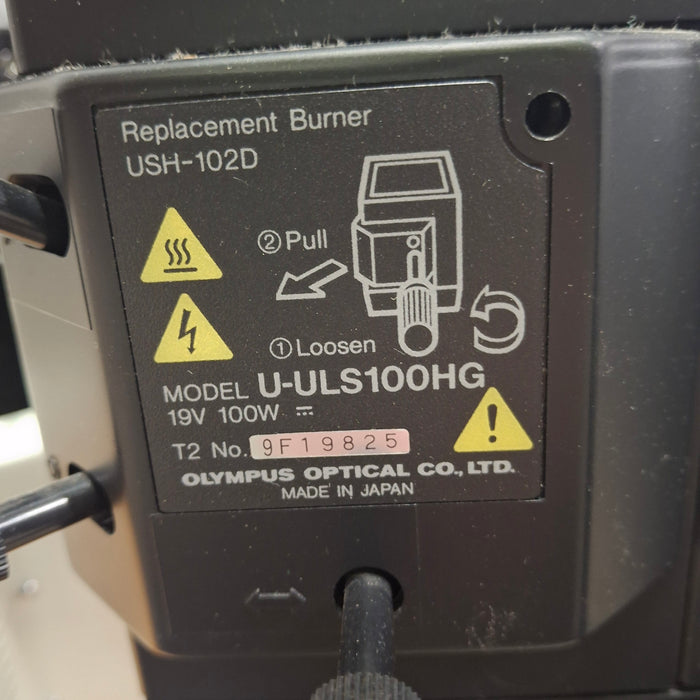 Replacement Burner
USH-102D
②Pull
①Loosen
MODEL U-ULS100HG
19V 100W ⎓
T2 No. 9F19825
OLYMPUS OPTICAL CO., LTD.
MADE IN JAPAN